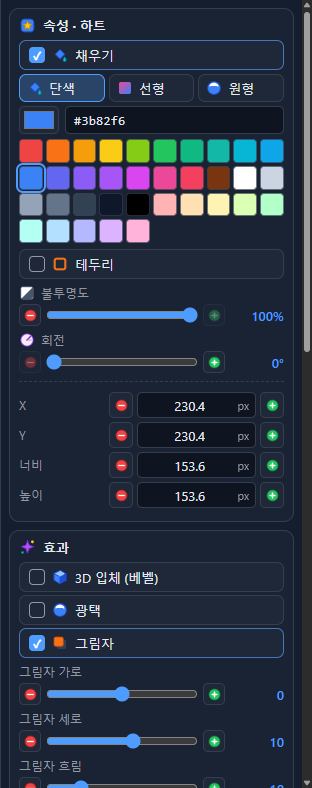 속성 · 하트
채우기
단색 선형 원형
#3b82f6
테두리
불투명도
100%
회전
0°
X 230.4 px
Y 230.4 px
너비 153.6 px
높이 153.6 px
효과
3D 입체 (베벨)
광택
그림자
그림자 가로
0
그림자 세로
10
그림자 흐림